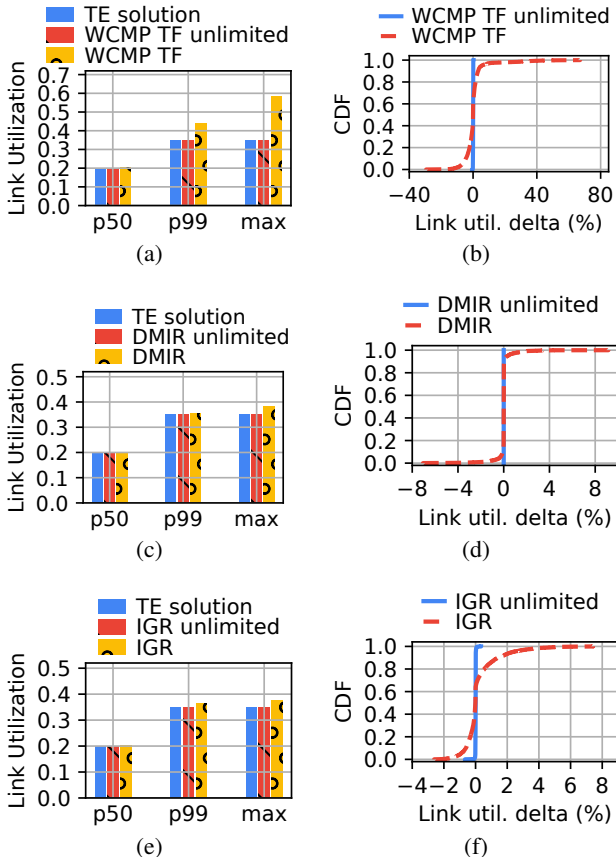 TE solution
WCMP TF unlimited
WCMP TF
Link Utilization
0.7
0.6
0.5
0.4
0.3
0.2
0.1
0.0
p50 p99 max
(a)
WCMP TF unlimited
WCMP TF
CDF
1.0
0.8
0.6
0.4
0.2
0.0
−40 0 40 80
Link util. delta (%)
(b)
TE solution
DMIR unlimited
DMIR
Link Utilization
0.5
0.4
0.3
0.2
0.1
0.0
p50 p99 max
(c)
DMIR unlimited
DMIR
CDF
1.0
0.8
0.6
0.4
0.2
0.0
−8 −4 0 4 8
Link util. delta (%)
(d)
TE solution
IGR unlimited
IGR
Link Utilization
0.5
0.4
0.3
0.2
0.1
0.0
p50 p99 max
(e)
IGR unlimited
IGR
CDF
1.0
0.8
0.6
0.4
0.2
0.0
−4 −2 0 2 4 6 8
Link util. delta (%)
(f)